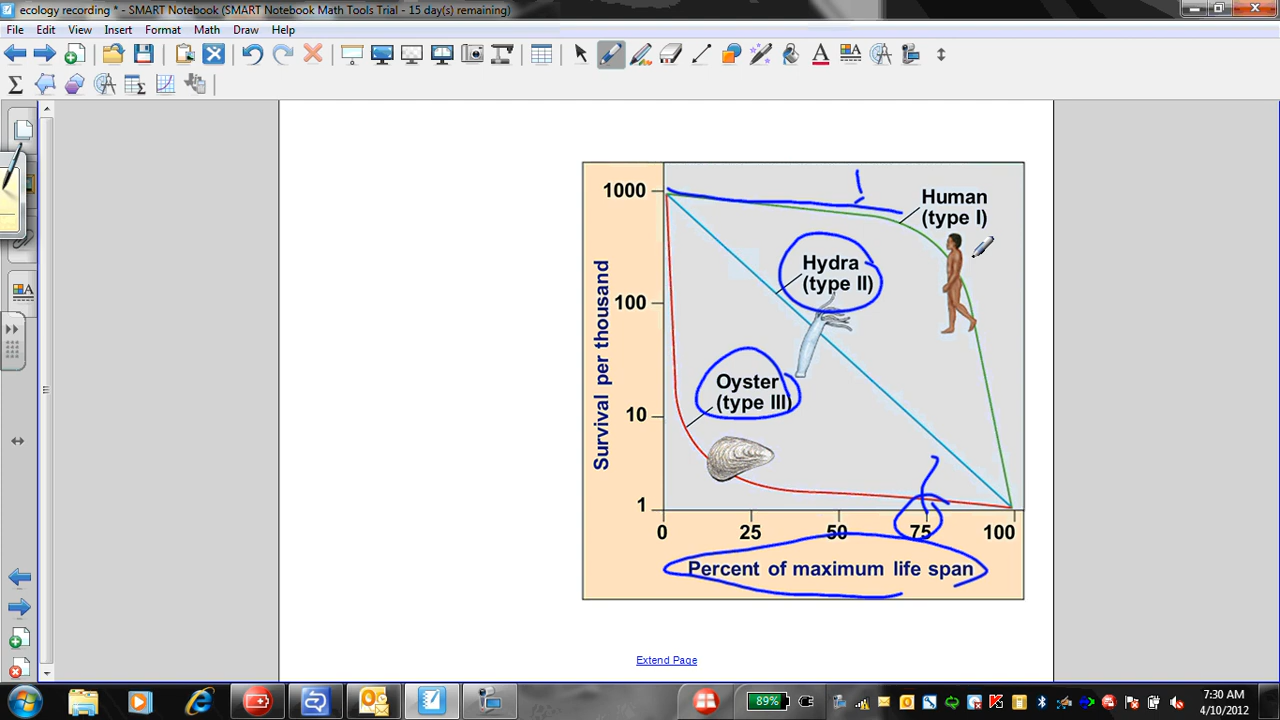 ecology recording * - SMART Notebook (SMART Notebook Math Tools Trial - 15 day(s) remaining)
File Edit View Insert Format Math Draw Help
1000
100
10
1
Survival per thousand
Human
(type I)
Hydra
(type II)
Oyster
(type III)
0 25 50 75 100
Percent of maximum life span
Extend Page
89%
7:30 AM
4/10/2012